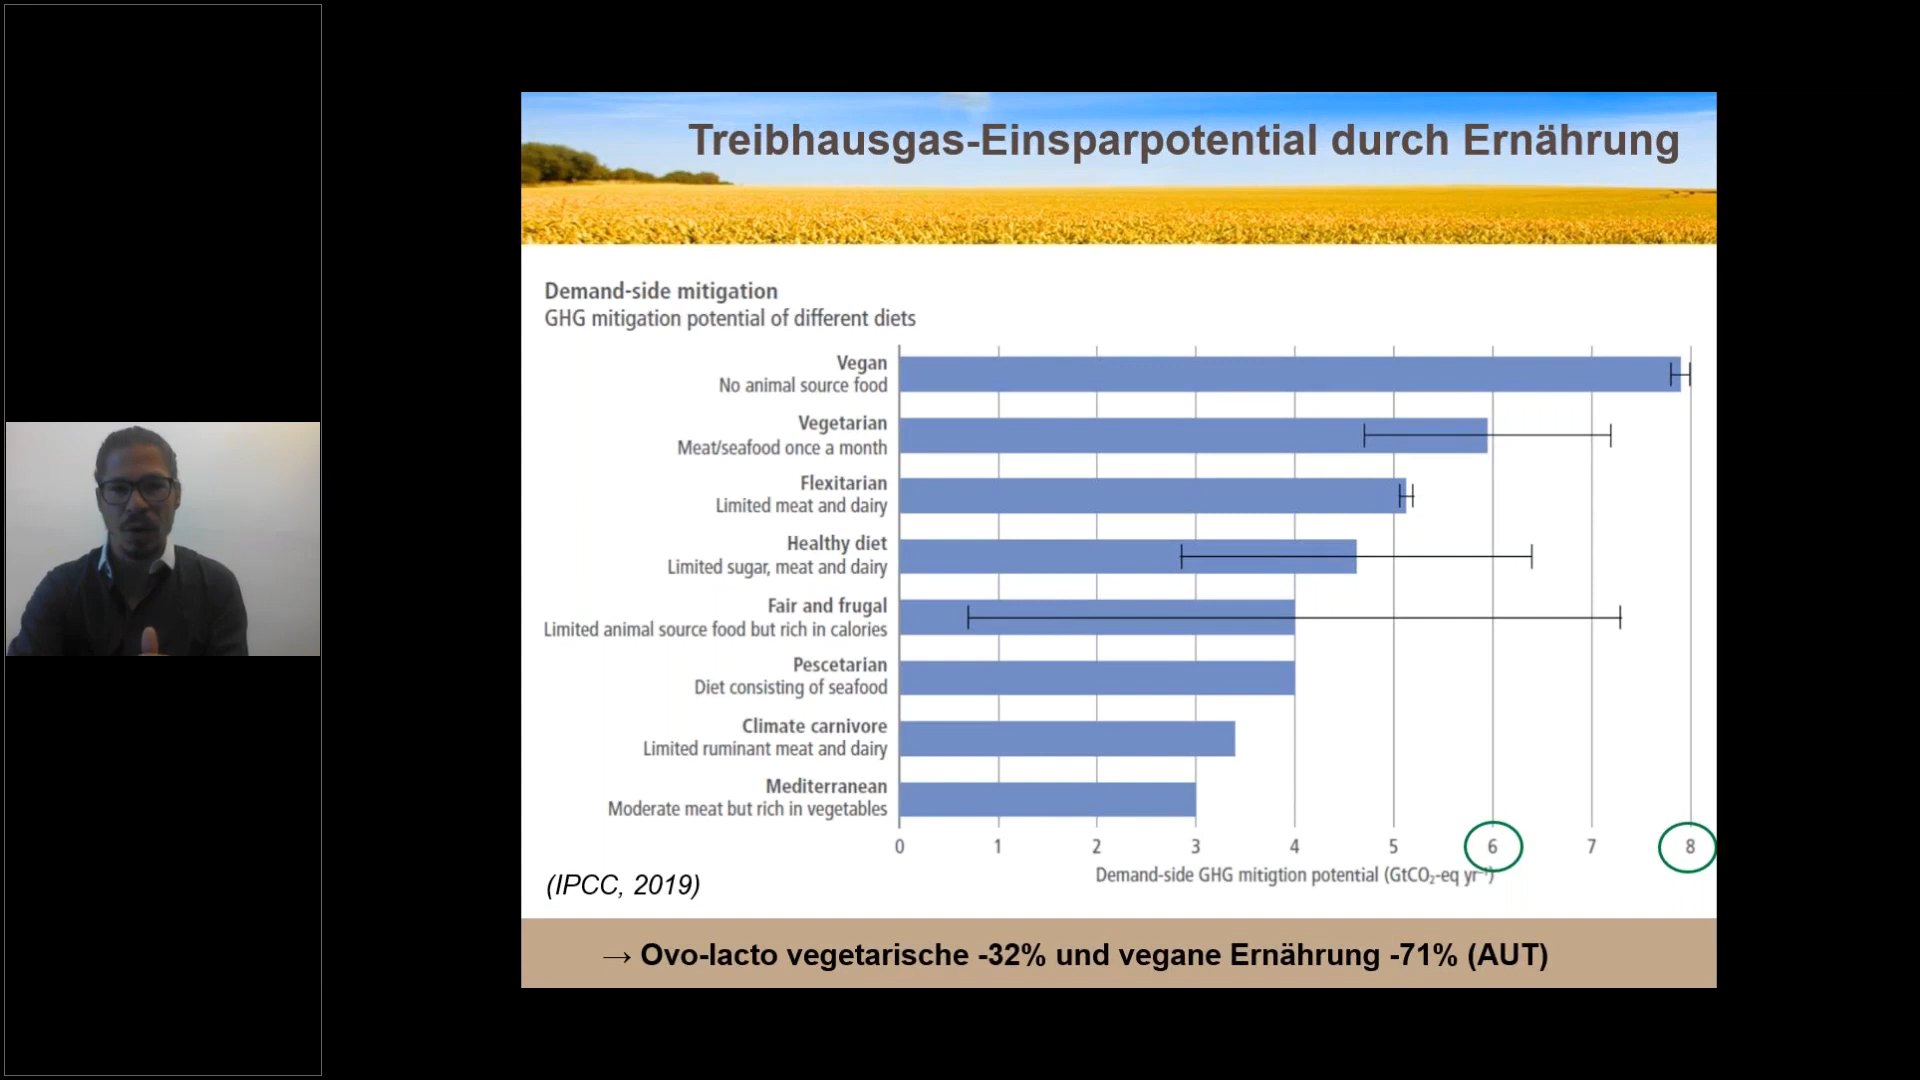 Treibhausgas-Einsparpotential durch Ernährung
Demand-side mitigation
GHG mitigation potential of different diets
Vegan
No animal source food
Vegetarian
Meat/seafood once a month
Flexitarian
Limited meat and dairy
Healthy diet
Limited sugar, meat and dairy
Fair and frugal
Limited animal source food but rich in calories
Pescetarian
Diet consisting of seafood
Climate carnivore
Limited ruminant meat and dairy
Mediterranean
Moderate meat but rich in vegetables
0 1 2 3 4 5 6 7 8
Demand-side GHG mitigtion potential (GtCO₂-eq yr⁻¹)
(IPCC, 2019)
→ Ovo-lacto vegetarische -32% und vegane Ernährung -71% (AUT)